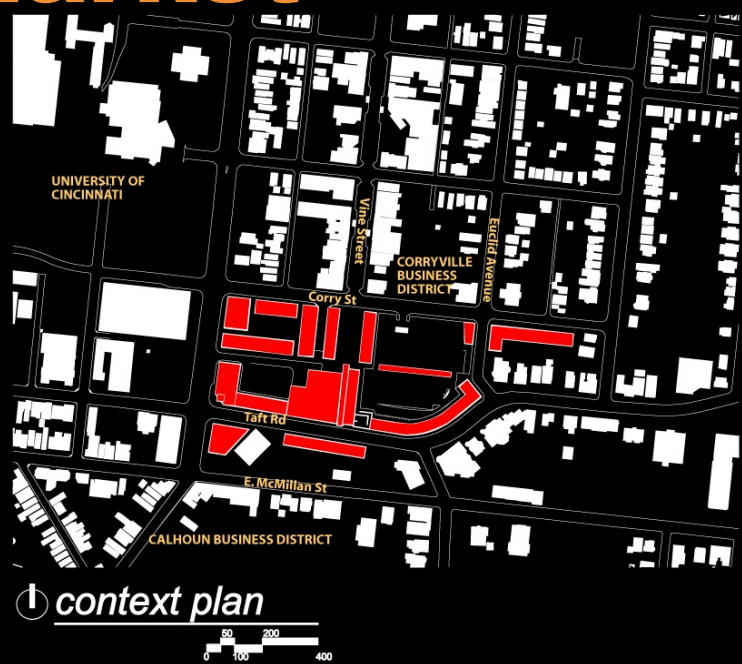 UNIVERSITY OF
CINCINNATI
Vine Street
Euclid Avenue
CORRYVILLE
BUSINESS
DISTRICT
Corry St
Taft Rd
E. McMillan St
CALHOUN BUSINESS DISTRICT
context plan
50 200
0 100 400